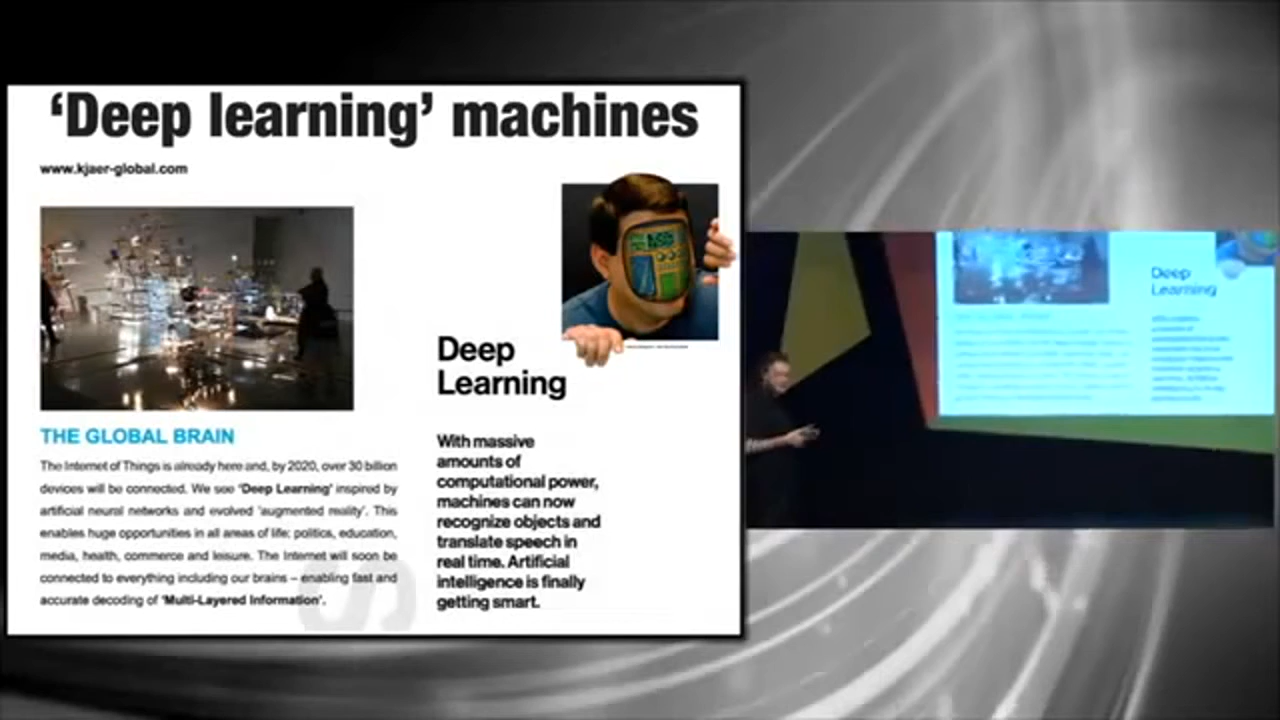 ‘Deep learning’ machines
www.kjaer-global.com
THE GLOBAL BRAIN
The Internet of Things is already here and, by 2020, over 30 billion
devices will be connected. We see ‘Deep Learning’ inspired by
artificial neural networks and evolved ‘augmented reality’. This
enables huge opportunities in all areas of life; politics, education,
media, health, commerce and leisure. The Internet will soon be
connected to everything including our brains – enabling fast and
accurate decoding of ‘Multi-Layered Information’.
Deep
Learning
With massive
amounts of
computational power,
machines can now
recognize objects and
translate speech in
real time. Artificial
intelligence is finally
getting smart.
Deep
Learning